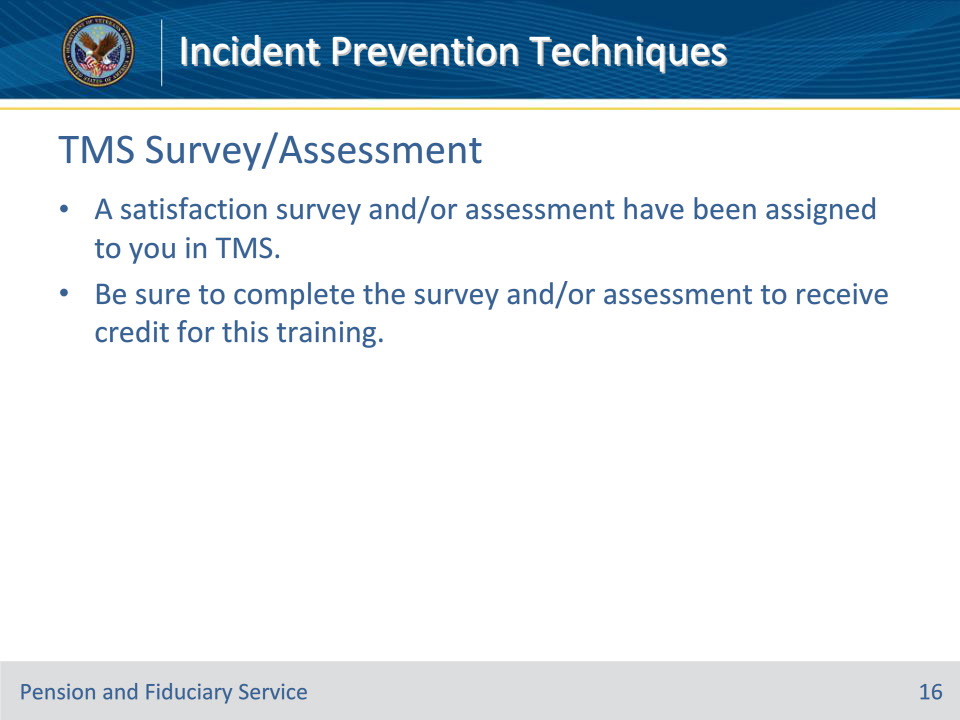 Incident Prevention Techniques
TMS Survey/Assessment
• A satisfaction survey and/or assessment have been assigned
to you in TMS.
• Be sure to complete the survey and/or assessment to receive
credit for this training.
Pension and Fiduciary Service
16